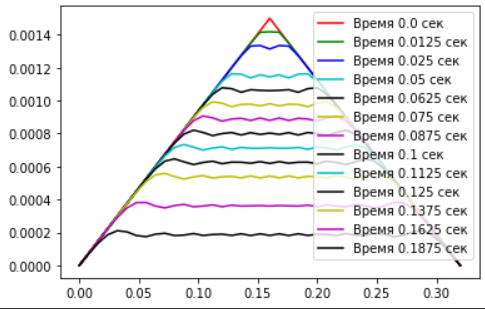 0.0014
0.0012
0.0010
0.0008
0.0006
0.0004
0.0002
0.0000
0.00
0.05
0.10
0.15
0.20
0.25
0.30
Время 0.0 сек
Время 0.0125 сек
Время 0.025 сек
Время 0.05 сек
Время 0.0625 сек
Время 0.075 сек
Время 0.0875 сек
Время 0.1 сек
Время 0.1125 сек
Время 0.125 сек
Время 0.1375 сек
Время 0.1625 сек
Время 0.1875 сек